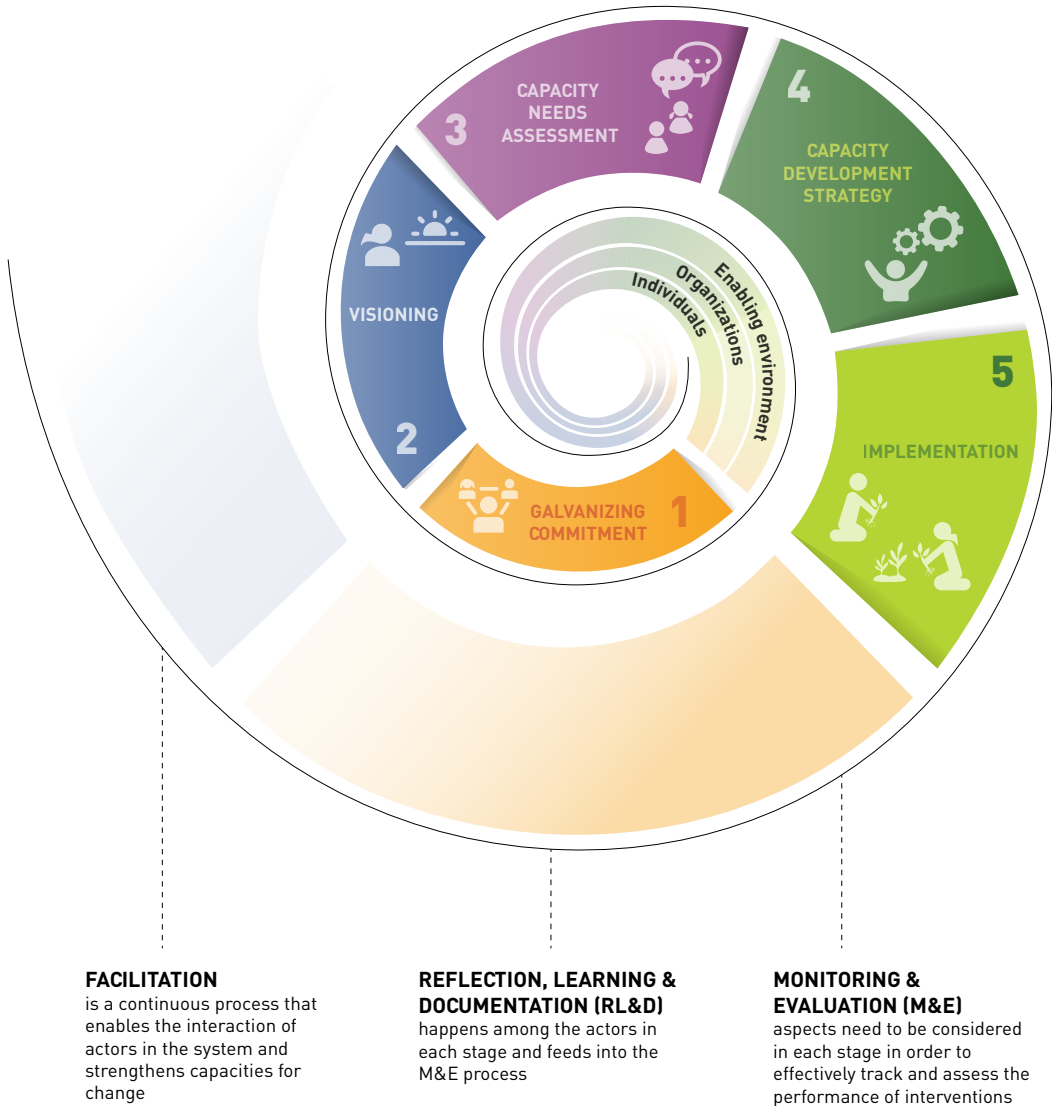 1
GALVANIZING
COMMITMENT
2
VISIONING
3
CAPACITY
NEEDS
ASSESSMENT
4
CAPACITY
DEVELOPMENT
STRATEGY
5
IMPLEMENTATION
Individuals
Organizations
Enabling environment
FACILITATION
is a continuous process that
enables the interaction of
actors in the system and
strengthens capacities for
change
REFLECTION, LEARNING &
DOCUMENTATION (RL&D)
happens among the actors in
each stage and feeds into the
M&E process
MONITORING &
EVALUATION (M&E)
aspects need to be considered
in each stage in order to
effectively track and assess the
performance of interventions